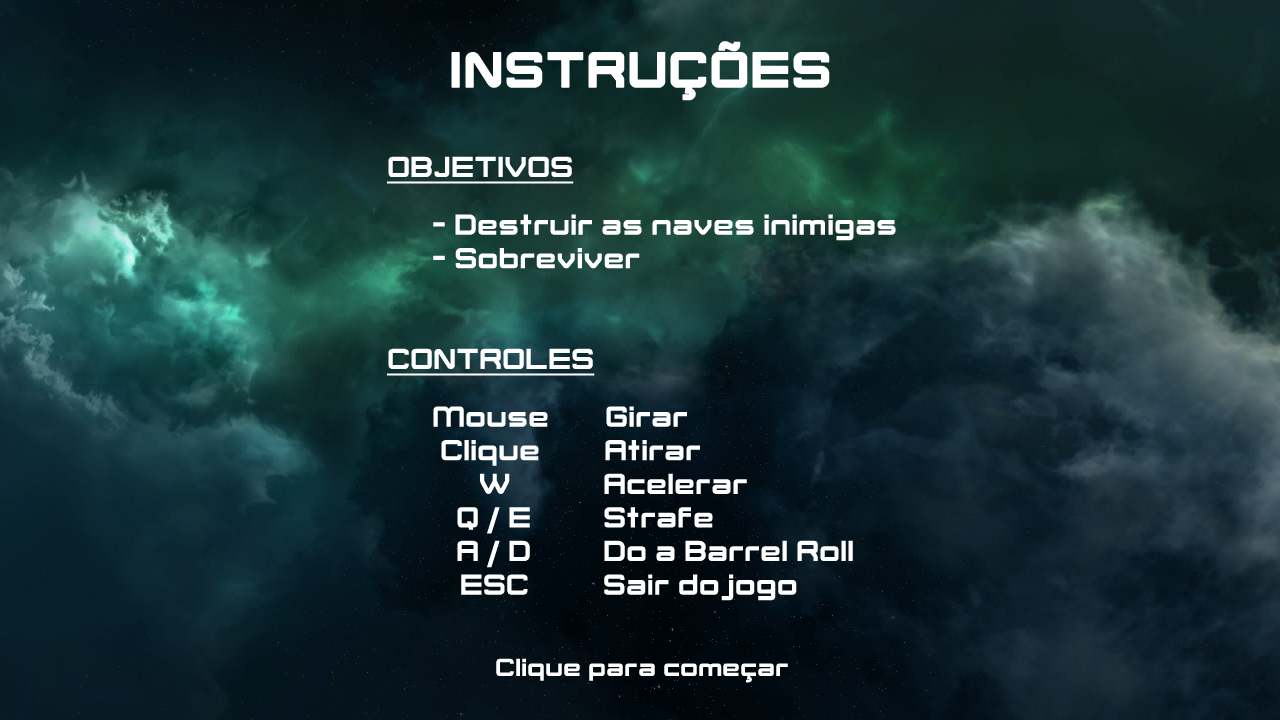 INSTRUÇÕES
OBJETIVOS
- Destruir as naves inimigas
- Sobreviver
CONTROLES
Mouse Girar
Clique Atirar
W Acelerar
Q / E Strafe
A / D Do a Barrel Roll
ESC Sair do jogo
Clique para começar